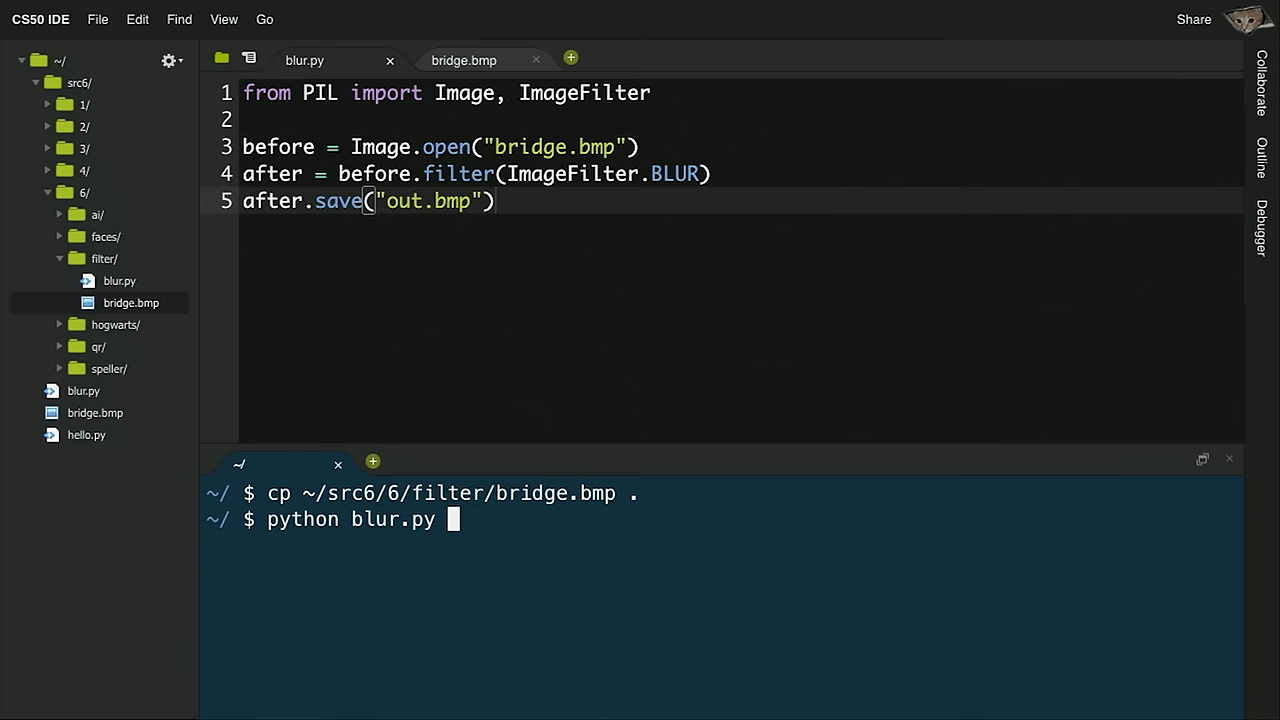 CS50 IDE File Edit Find View Go Share
~/
src6/
1/
2/
3/
4/
6/
ai/
faces/
filter/
blur.py
bridge.bmp
hogwarts/
qr/
speller/
blur.py
bridge.bmp
hello.py
blur.py × bridge.bmp ×
1 from PIL import Image, ImageFilter
2
3 before = Image.open("bridge.bmp")
4 after = before.filter(ImageFilter.BLUR)
5 after.save("out.bmp")
~/ ×
~/ $ cp ~/src6/6/filter/bridge.bmp .
~/ $ python blur.py
Collaborate
Outline
Debugger